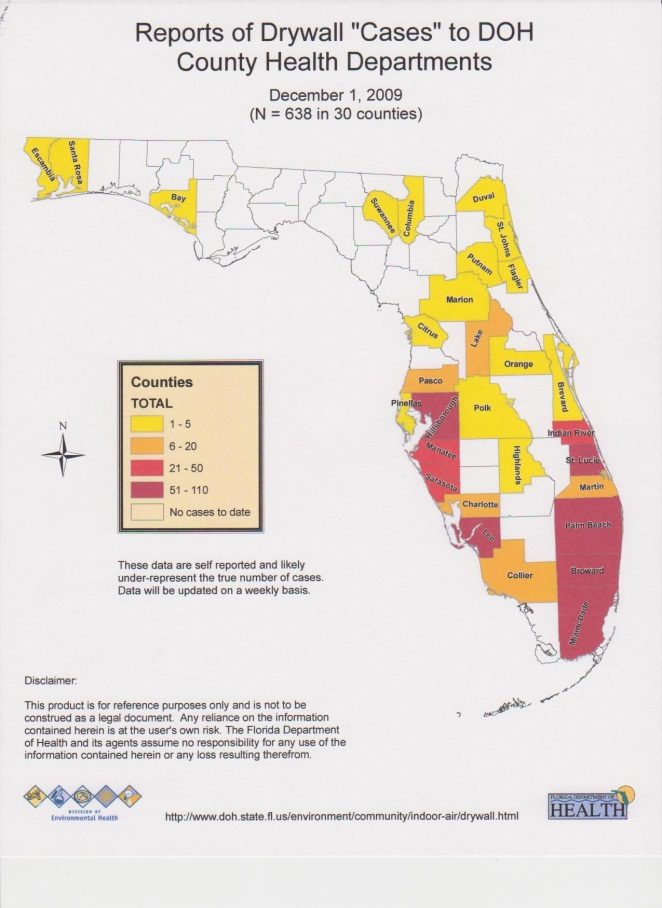 Reports of Drywall "Cases" to DOH
County Health Departments
December 1, 2009
(N = 638 in 30 counties)
Escambia
Santa Rosa
Bay
Suwannee
Columbia
Duval
St. Johns
Putnam
Flagler
Marion
Citrus
Lake
Orange
Pasco
Brevard
Pinellas
Hillsborough
Polk
Indian River
Manatee
Highlands
St. Lucie
Sarasota
Martin
Charlotte
Palm Beach
Lee
Collier
Broward
Miami-Dade
Counties
TOTAL
1 - 5
6 - 20
21 - 50
51 - 110
No cases to date
N
These data are self reported and likely
under-represent the true number of cases.
Data will be updated on a weekly basis.
Disclaimer:
This product is for reference purposes only and is not to be
construed as a legal document. Any reliance on the information
contained herein is at the user's own risk. The Florida Department
of Health and its agents assume no responsibility for any use of the
information contained herein or any loss resulting therefrom.
DIVISION OF
Environmental Health
http://www.doh.state.fl.us/environment/community/indoor-air/drywall.html
FLORIDA DEPARTMENT OF
HEALTH